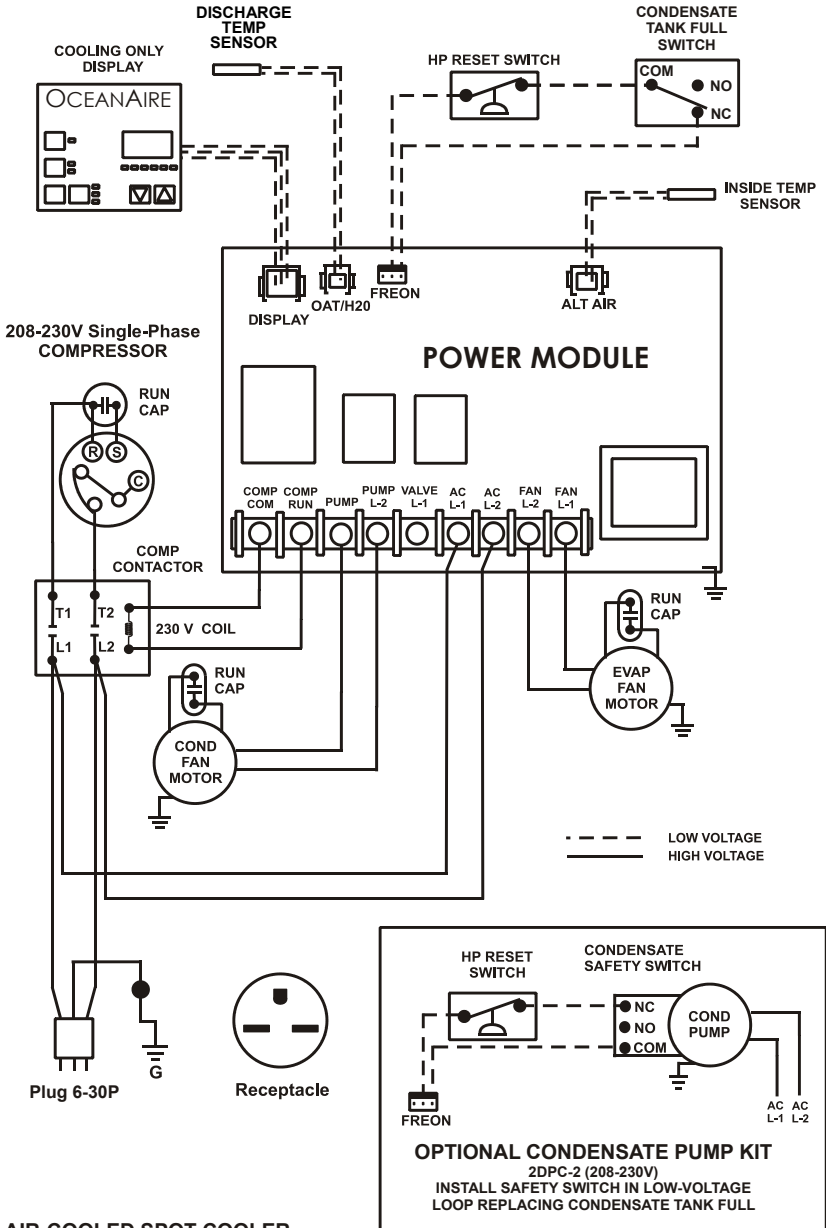 DISCHARGE
TEMP
SENSOR
COOLING ONLY
DISPLAY
OCEANAIRE
HP RESET SWITCH
CONDENSATE
TANK FULL
SWITCH
COM
NO
NC
INSIDE TEMP
SENSOR
DISPLAY
OAT/H20
FREON
ALT AIR
208-230V Single-Phase
COMPRESSOR
POWER MODULE
RUN
CAP
R
S
C
COMP
COM
COMP
RUN
PUMP
PUMP
L-2
VALVE
L-1
AC
L-1
AC
L-2
FAN
L-2
FAN
L-1
COMP
CONTACTOR
T1
T2
230 V COIL
L1
L2
RUN
CAP
COND
FAN
MOTOR
RUN
CAP
EVAP
FAN
MOTOR
LOW VOLTAGE
HIGH VOLTAGE
G
Plug 6-30P
Receptacle
HP RESET
SWITCH
CONDENSATE
SAFETY SWITCH
NC
NO
COM
COND
PUMP
FREON
AC
L-1
AC
L-2
OPTIONAL CONDENSATE PUMP KIT
2DPC-2 (208-230V)
INSTALL SAFETY SWITCH IN LOW-VOLTAGE
LOOP REPLACING CONDENSATE TANK FULL
AIR COOLED SPOT COOLER